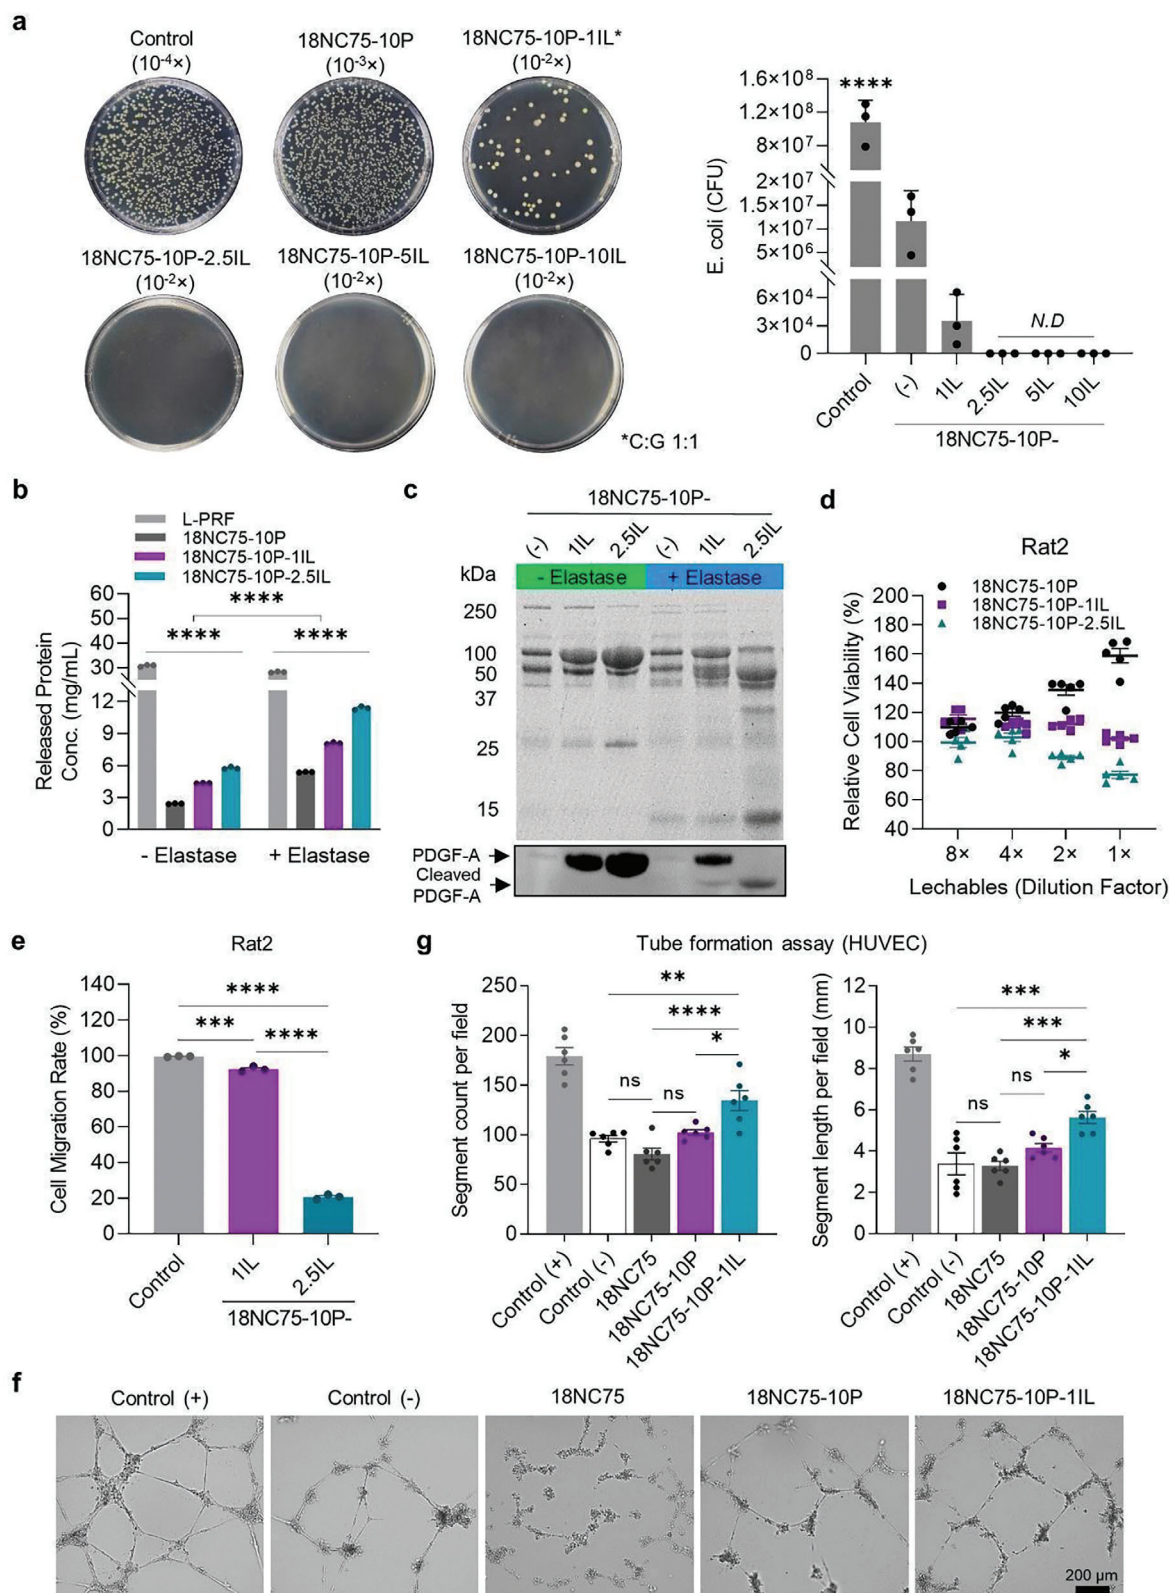 a
Control
(10⁻⁴×)
18NC75-10P
(10⁻³×)
18NC75-10P-1IL*
(10⁻²×)
18NC75-10P-2.5IL
(10⁻²×)
18NC75-10P-5IL
(10⁻²×)
18NC75-10P-10IL
(10⁻²×)
*C:G 1:1
E. coli (CFU)
1.6×10⁸
1.2×10⁸
8×10⁷
2×10⁷
1.5×10⁷
1×10⁷
5×10⁶
6×10⁴
3×10⁴
0
****
N.D
Control
(-)
1IL
2.5IL
5IL
10IL
18NC75-10P-
b
L-PRF
18NC75-10P
18NC75-10P-1IL
18NC75-10P-2.5IL
Released Protein
Conc. (mg/mL)
60
50
40
30
12
9
6
3
0
****
****
****
- Elastase
+ Elastase
c
18NC75-10P-
(-)
1IL
2.5IL
(-)
1IL
2.5IL
kDa
- Elastase
+ Elastase
250
100
50
37
25
15
PDGF-A
Cleaved
PDGF-A
d
Rat2
18NC75-10P
18NC75-10P-1IL
18NC75-10P-2.5IL
Relative Cell Viability (%)
200
180
160
140
120
100
80
60
40
8×
4×
2×
1×
Lechables (Dilution Factor)
e
Rat2
Cell Migration Rate (%)
140
120
100
80
60
40
20
0
****
***
****
Control
1IL
2.5IL
18NC75-10P-
g
Tube formation assay (HUVEC)
Segment count per field
250
200
150
100
50
0
**
****
*
ns
ns
Control (+)
Control (-)
18NC75
18NC75-10P
18NC75-10P-1IL
Segment length per field (mm)
12
10
8
6
4
2
0
***
***
*
ns
ns
Control (+)
Control (-)
18NC75
18NC75-10P
18NC75-10P-1IL
f
Control (+)
Control (-)
18NC75
18NC75-10P
18NC75-10P-1IL
200 µm